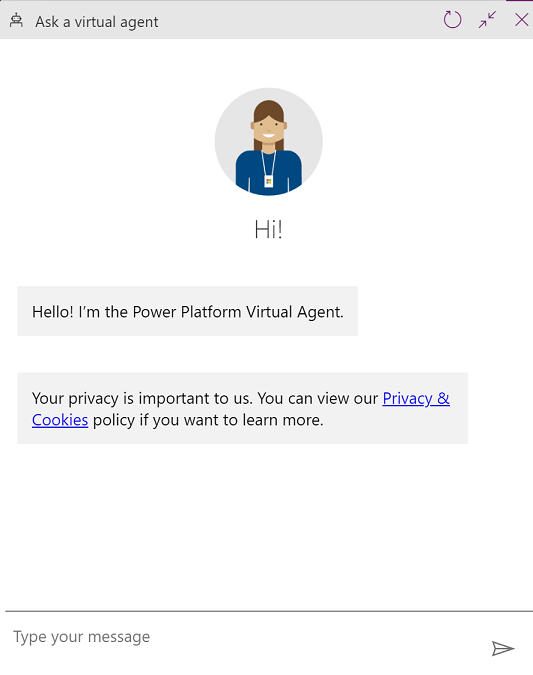 Ask a virtual agent
Hi!
Hello! I’m the Power Platform Virtual Agent.
Your privacy is important to us. You can view our Privacy &
Cookies policy if you want to learn more.
Type your message